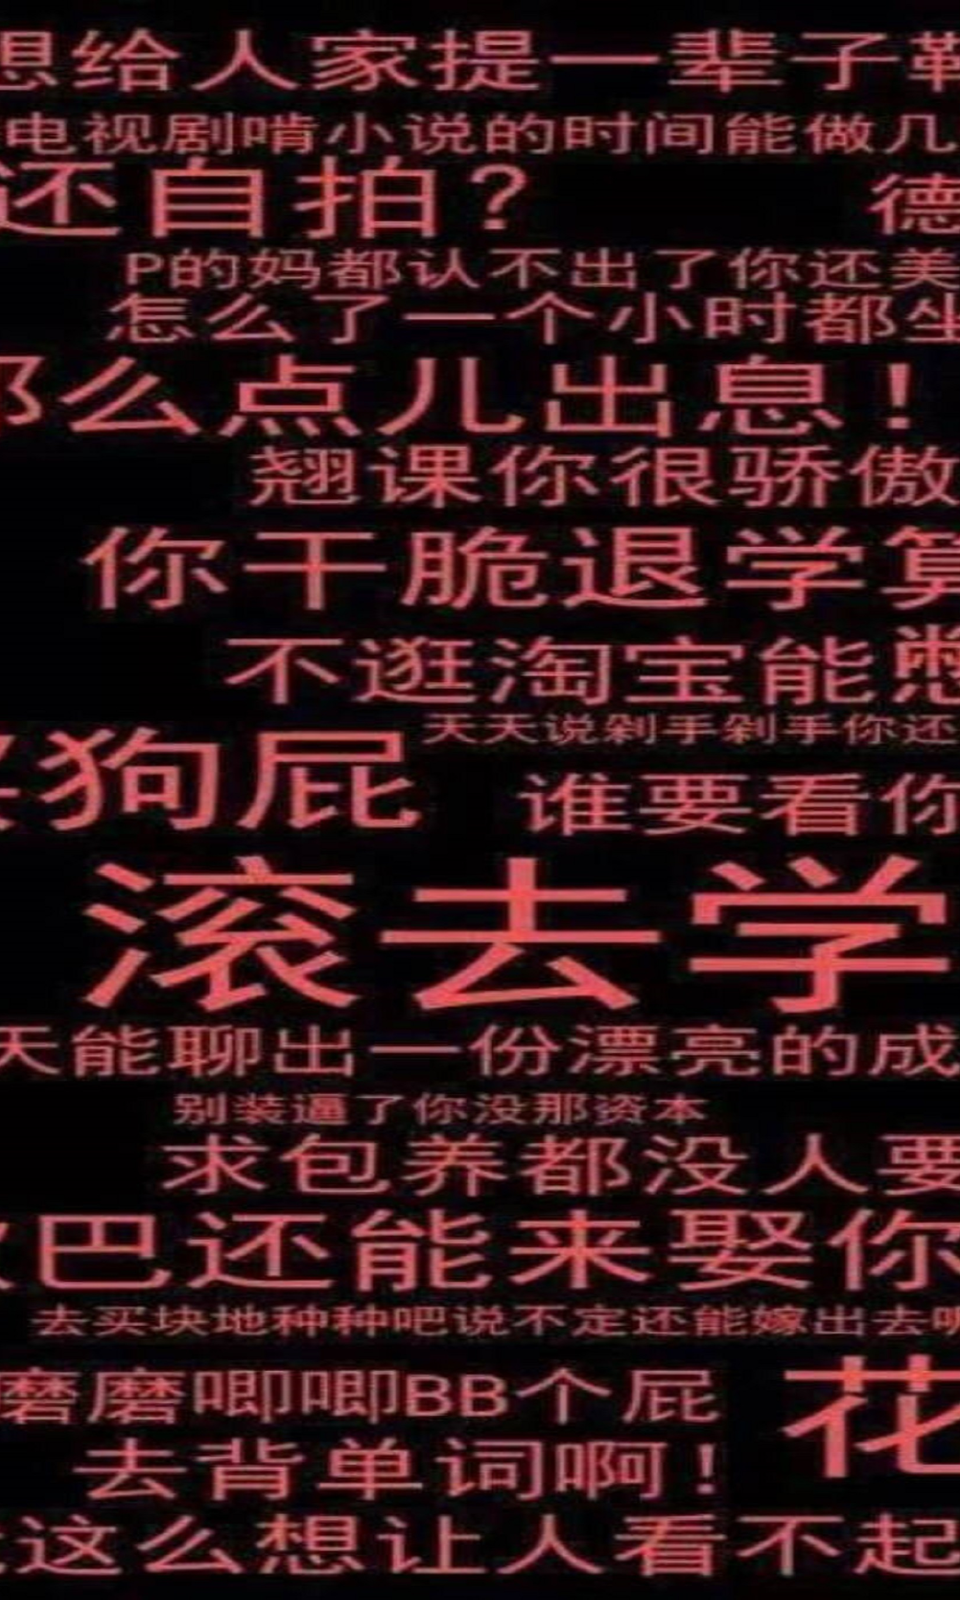 想给人家提一辈子鞋
电视剧啃小说的时间能做几
还自拍？
德
P的妈都认不出了你还美
怎么了一个小时都坐
那么点儿出息！
翘课你很骄傲
你干脆退学算
不逛淘宝能憋
天天说剁手剁手你还
买狗屁
谁要看你
滚去学
天能聊出一份漂亮的成
别装逼了你没那资本
求包养都没人要
巴还能来娶你
去买块地种种吧说不定还能嫁出去呢
磨磨唧唧BB个屁
花
去背单词啊！
这么想让人看不起